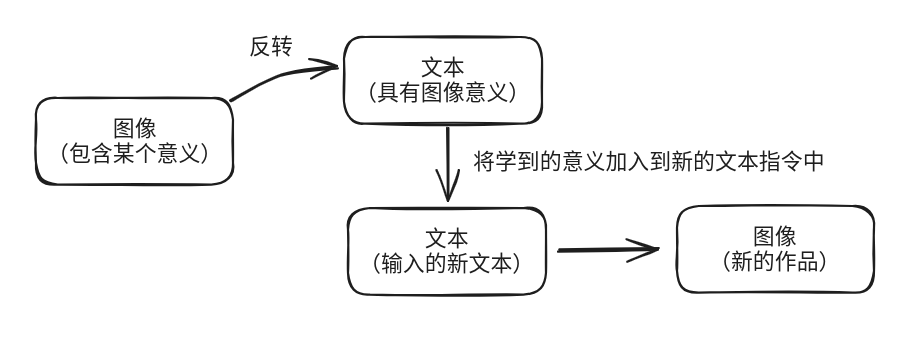 反转
文本
（具有图像意义）
图像
（包含某个意义）
将学到的意义加入到新的文本指令中
文本
（输入的新文本）
图像
（新的作品）